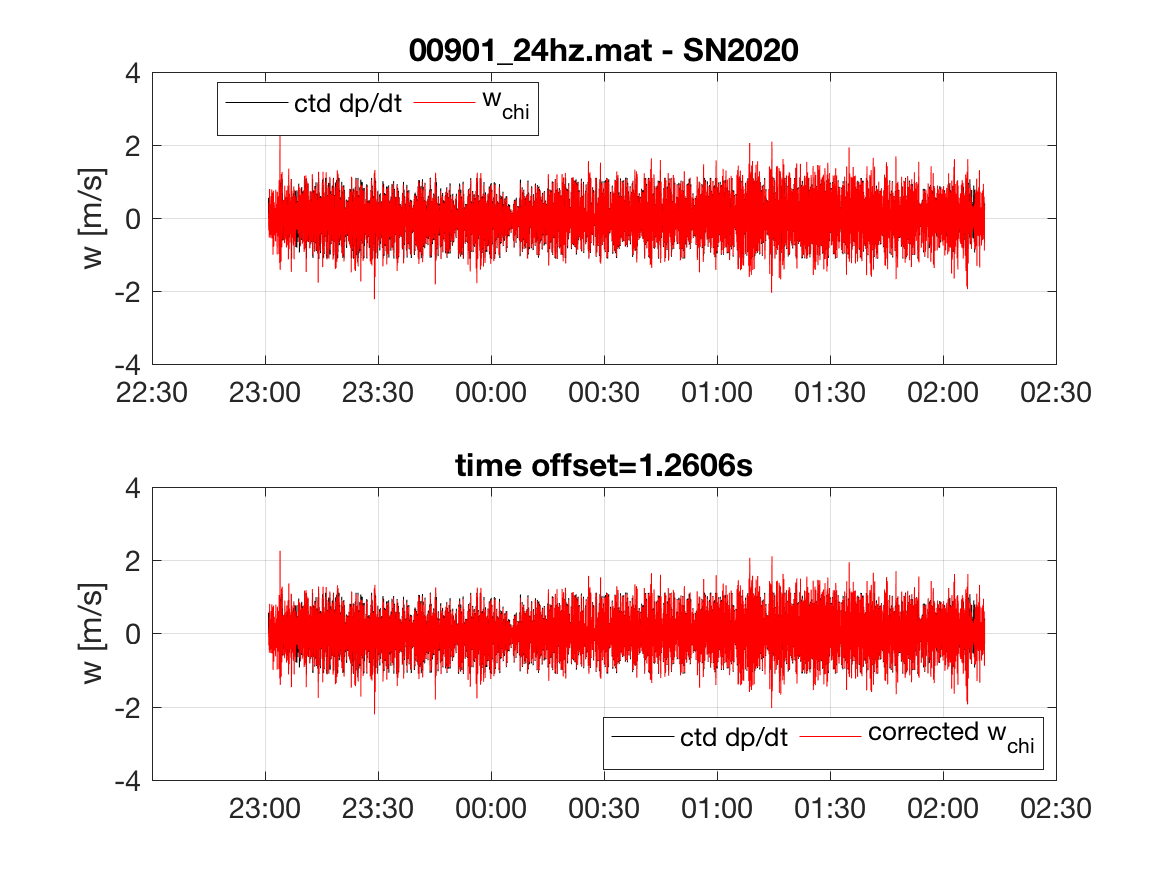 00901_24hz.mat - SN2020
4
ctd dp/dt w_chi
2
0
-2
-4
w [m/s]
22:30 23:00 23:30 00:00 00:30 01:00 01:30 02:00 02:30
time offset=1.2606s
4
2
0
-2
-4
w [m/s]
ctd dp/dt corrected w_chi
23:00 23:30 00:00 00:30 01:00 01:30 02:00 02:30